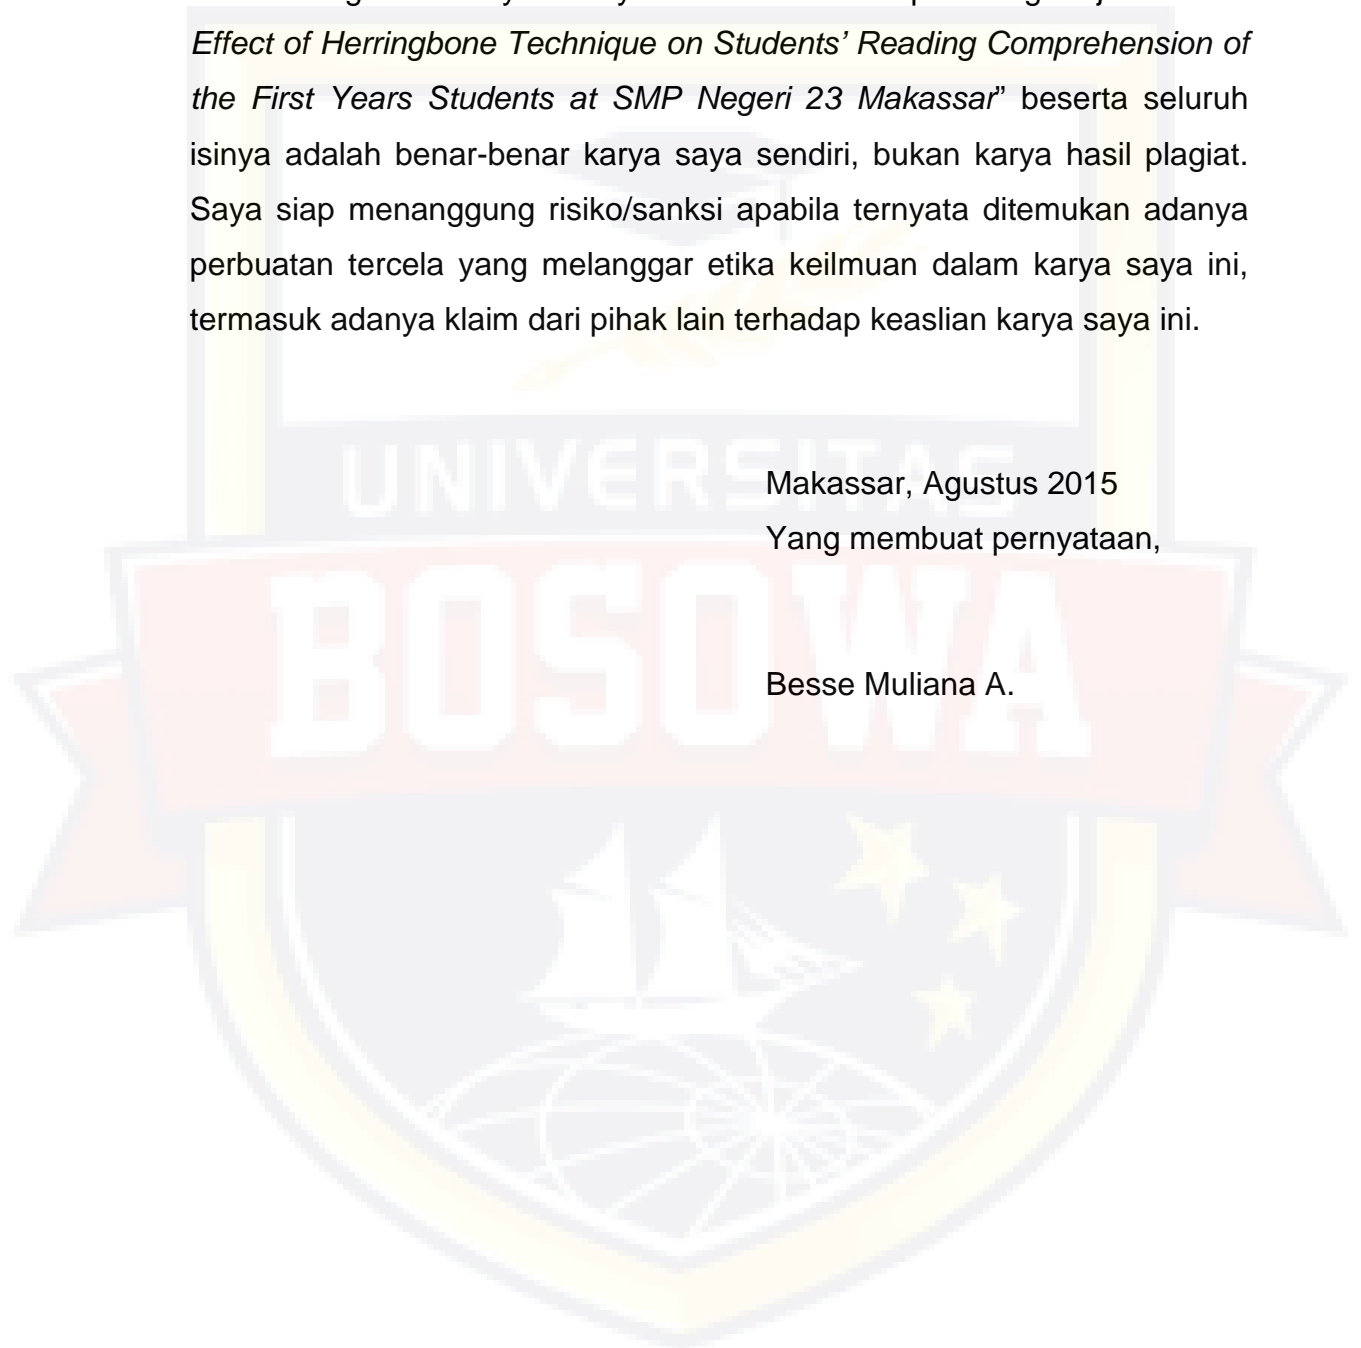 Effect of Herringbone Technique on Students’ Reading Comprehension of
the First Years Students at SMP Negeri 23 Makassar” beserta seluruh
isinya adalah benar-benar karya saya sendiri, bukan karya hasil plagiat.
Saya siap menanggung risiko/sanksi apabila ternyata ditemukan adanya
perbuatan tercela yang melanggar etika keilmuan dalam karya saya ini,
termasuk adanya klaim dari pihak lain terhadap keaslian karya saya ini.
UNIVERSITAS
Makassar, Agustus 2015
Yang membuat pernyataan,
BOSOWA
Besse Muliana A.